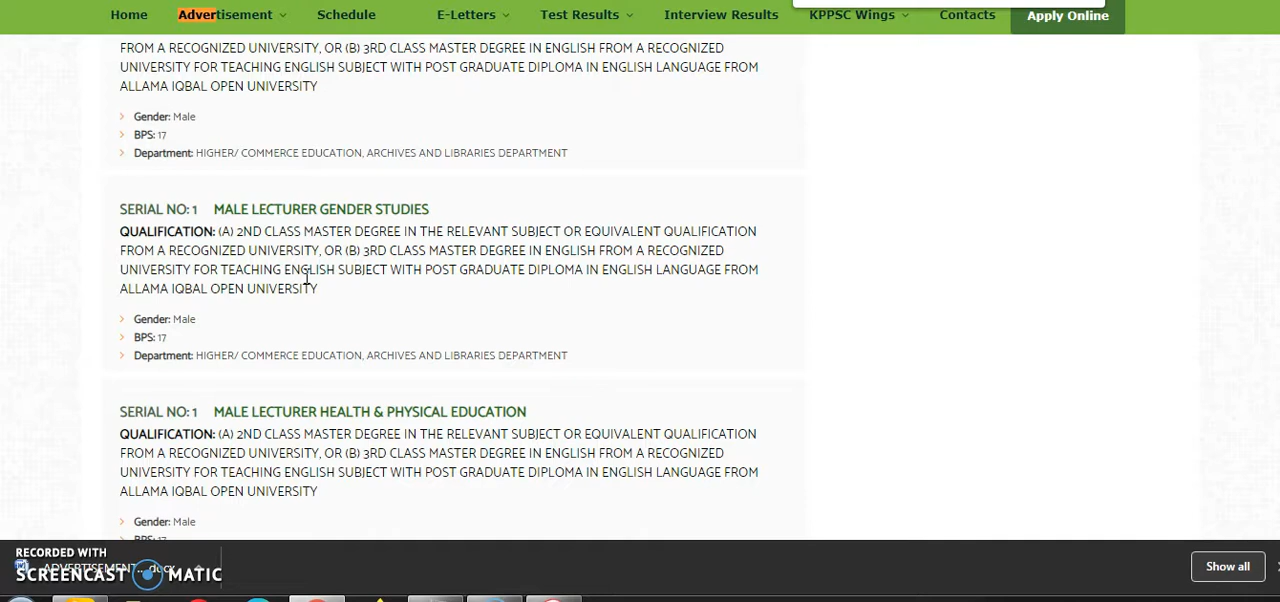 Home Advertisement Schedule E-Letters Test Results Interview Results KPPSC Wings Contacts Apply Online
FROM A RECOGNIZED UNIVERSITY, OR (B) 3RD CLASS MASTER DEGREE IN ENGLISH FROM A RECOGNIZED
UNIVERSITY FOR TEACHING ENGLISH SUBJECT WITH POST GRADUATE DIPLOMA IN ENGLISH LANGUAGE FROM
ALLAMA IQBAL OPEN UNIVERSITY
Gender: Male
BPS: 17
Department: HIGHER/ COMMERCE EDUCATION, ARCHIVES AND LIBRARIES DEPARTMENT
SERIAL NO: 1 MALE LECTURER GENDER STUDIES
QUALIFICATION: (A) 2ND CLASS MASTER DEGREE IN THE RELEVANT SUBJECT OR EQUIVALENT QUALIFICATION
FROM A RECOGNIZED UNIVERSITY, OR (B) 3RD CLASS MASTER DEGREE IN ENGLISH FROM A RECOGNIZED
UNIVERSITY FOR TEACHING ENGLISH SUBJECT WITH POST GRADUATE DIPLOMA IN ENGLISH LANGUAGE FROM
ALLAMA IQBAL OPEN UNIVERSITY
Gender: Male
BPS: 17
Department: HIGHER/ COMMERCE EDUCATION, ARCHIVES AND LIBRARIES DEPARTMENT
SERIAL NO: 1 MALE LECTURER HEALTH & PHYSICAL EDUCATION
QUALIFICATION: (A) 2ND CLASS MASTER DEGREE IN THE RELEVANT SUBJECT OR EQUIVALENT QUALIFICATION
FROM A RECOGNIZED UNIVERSITY, OR (B) 3RD CLASS MASTER DEGREE IN ENGLISH FROM A RECOGNIZED
UNIVERSITY FOR TEACHING ENGLISH SUBJECT WITH POST GRADUATE DIPLOMA IN ENGLISH LANGUAGE FROM
ALLAMA IQBAL OPEN UNIVERSITY
Gender: Male
BPS: 17
RECORDED WITH
ADVERTISEMENT....docx
SCREENCAST MATIC
Show all